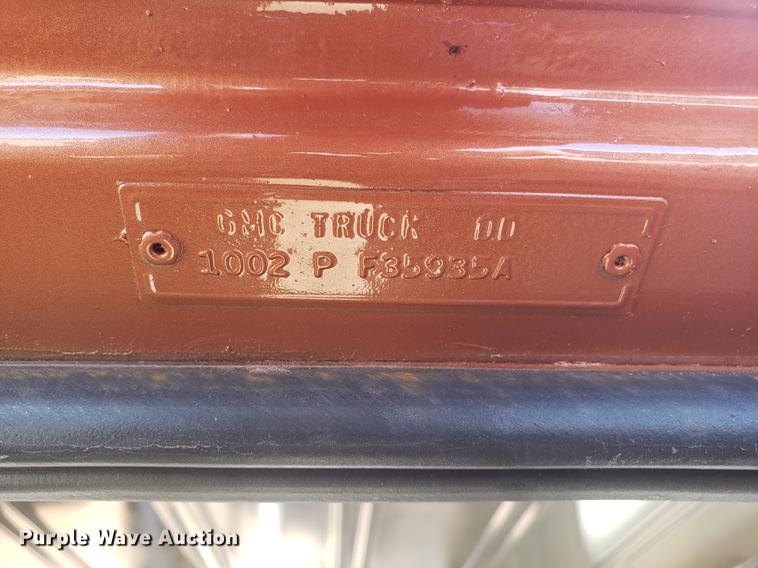 GMC TRUCK DD
1002 P F35935A
Purple Wave Auction